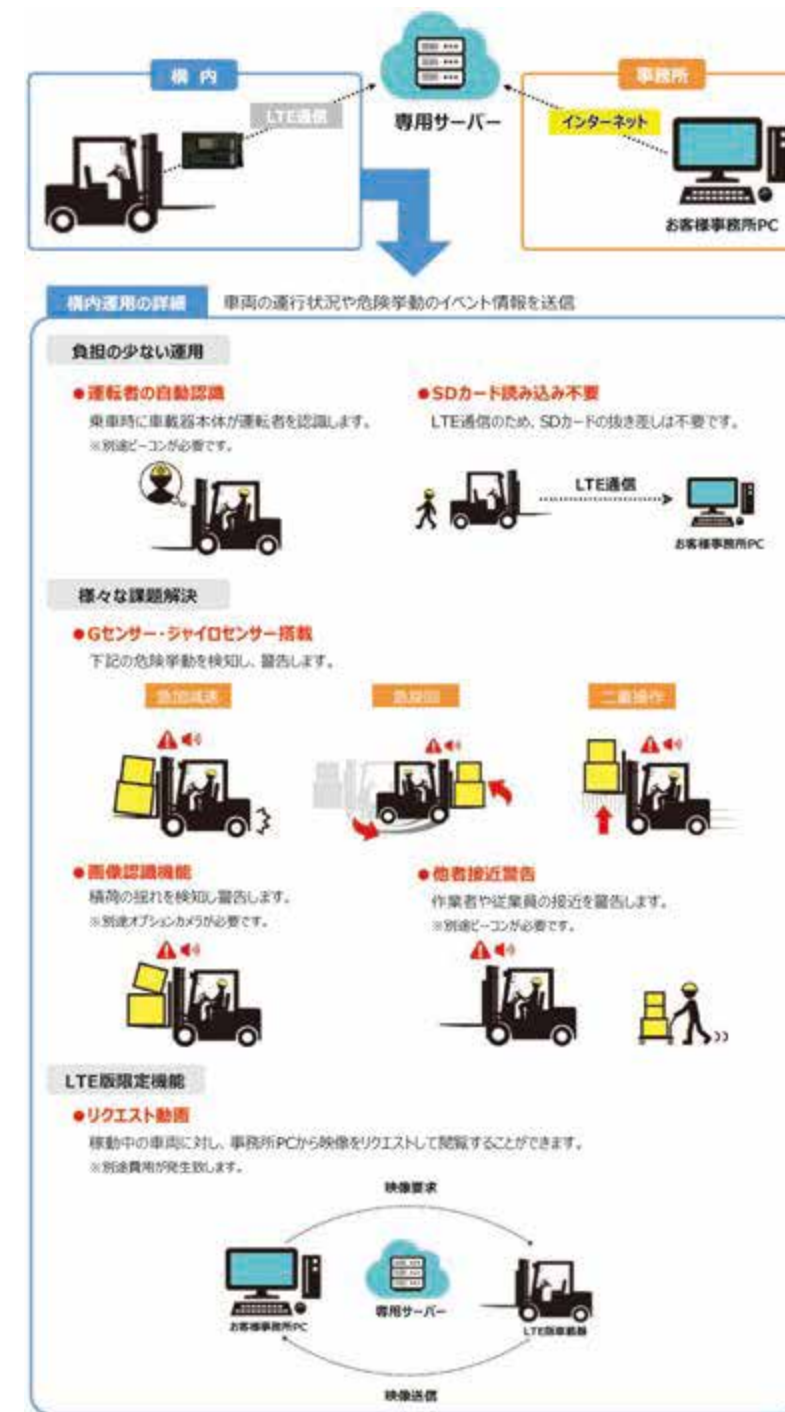 構 内
事務所
LTE通信
専用サーバー
インターネット
お客様事務所PC
構内運用の詳細
車両の運行状況や危険挙動のイベント情報を送信
負担の少ない運用
●運転者の自動認識
乗車時に車載器本体が運転者を認識します。
※別途ビーコンが必要です。
●SDカード読み込み不要
LTE通信のため、SDカードの抜き差しは不要です。
LTE通信
お客様事務所PC
様々な課題解決
●Gセンサー・ジャイロセンサー搭載
下記の危険挙動を検知し、警告します。
急加減速
急旋回
二重操作
●画像認識機能
積荷の揺れを検知し警告します。
※別途オプションカメラが必要です。
●他者接近警告
作業者や従業員の接近を警告します。
※別途ビーコンが必要です。
LTE版限定機能
●リクエスト動画
稼動中の車両に対し、事務所PCから映像をリクエストして閲覧することができます。
※別途費用が発生致します。
映像要求
お客様事務所PC
専用サーバー
LTE版車載器
映像送信